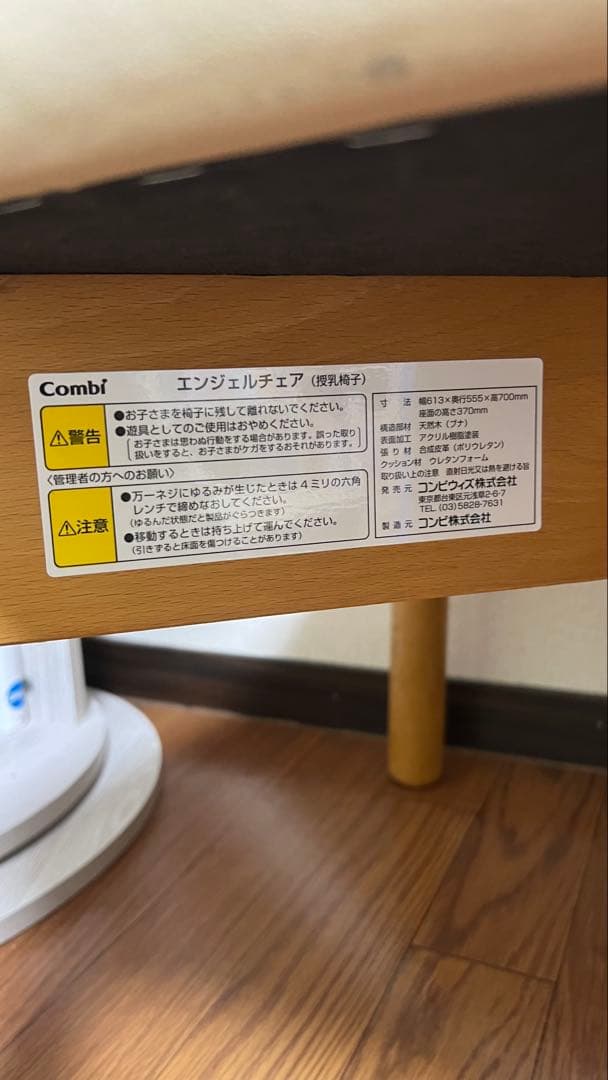 Combi エンジェルチェア（授乳椅子）
警告
●お子さまを椅子に残して離れないでください。
●遊具としてのご使用はおやめください。
お子さまは思わぬ行動をする場合があります。誤った取り
扱いをすると、お子さまがケガをするおそれがあります。
〈管理者の方へのお願い〉
注意
●万一ネジにゆるみが生じたときは4ミリの六角
レンチで締めなおしてください。
（ゆるんだ状態だと製品がぐらつきます）
●移動するときは持ち上げて運んでください。
（引きずると床面を傷つけることがあります）
寸法 幅613×奥行555×高700mm
座面の高さ370mm
構造部材 天然木（ブナ）
表面加工 アクリル樹脂塗装
張り材 合成皮革（ポリウレタン）
クッション材 ウレタンフォーム
取り扱い上の注意 直射日光又は熱を避ける旨
発売元 コンビウィズ株式会社
東京都台東区元浅草2-6-7
TEL. (03) 5828-7631
製造元 コンビ株式会社